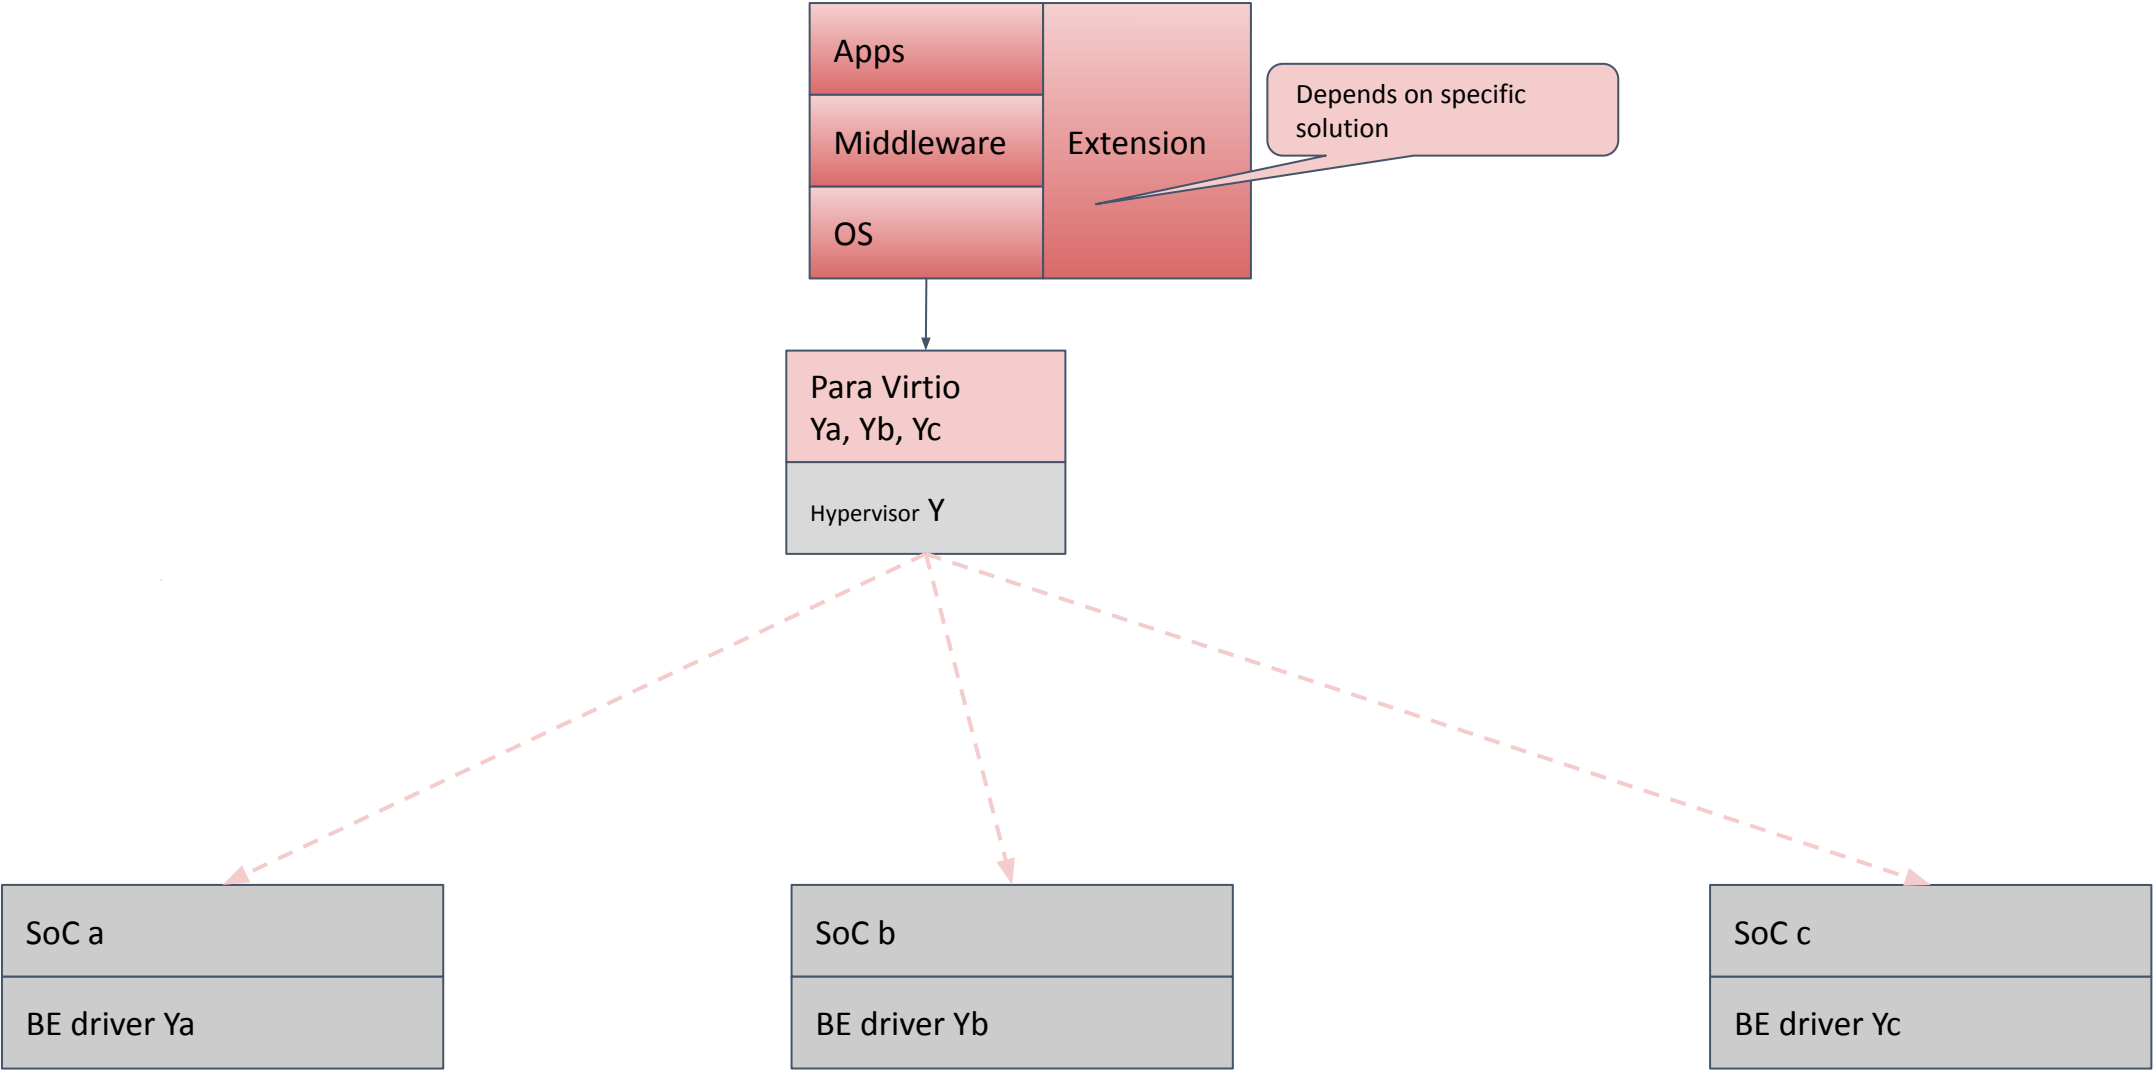 Apps
Middleware
OS
Extension
Depends on specific
solution
Para Virtio
Ya, Yb, Yc
Hypervisor Y
SoC a
BE driver Ya
SoC b
BE driver Yb
SoC c
BE driver Yc